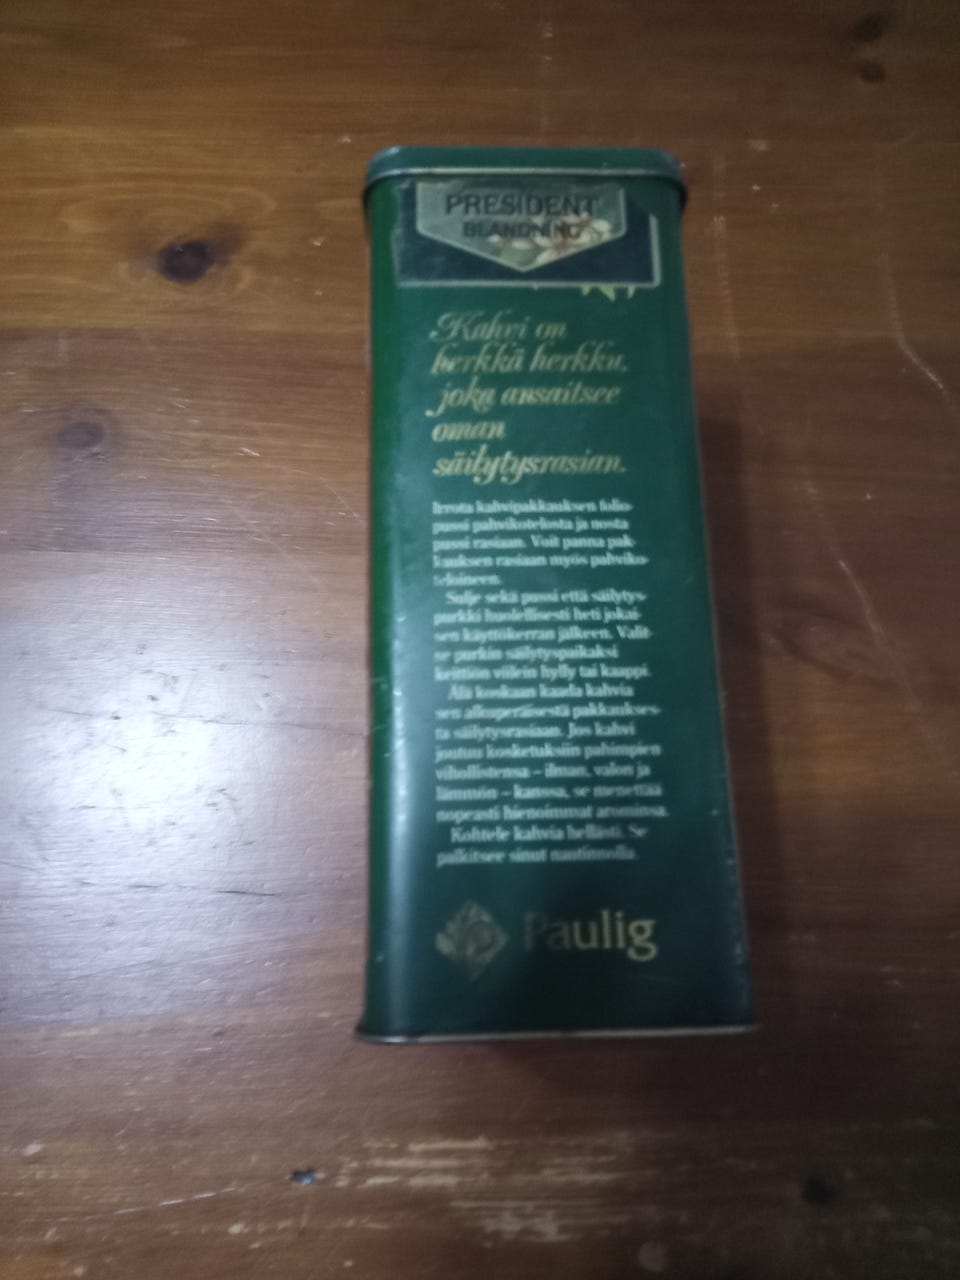 PRESIDENT
BLANDNING
Kahvi on
herkkä herkku,
joka ansaitsee
oman
säilytysrasian.
Irrota kahvipakkauksen folio-
pussi pahvikotelosta ja nosta
pussi rasiaan. Voit panna pak-
kauksen rasiaan myös pahviko-
teloineen.
Sulje sekä pussi että säilytys-
purkki huolellisesti heti jokai-
sen käyttökerran jälkeen. Valit-
se purkin säilytyspaikaksi
keittiön viilein hylly tai kaappi.
Älä koskaan kaada kahvia
sen alkuperäisestä pakkaukses-
ta säilytysrasiaan. Jos kahvi
joutuu kosketuksiin pahimpien
vihollistensa – ilman, valon ja
lämmön – kanssa, se menettää
nopeasti hienoimmat arominsa.
Kohtele kahvia hellästi. Se
palkitsee sinut nautinnolla.
Paulig